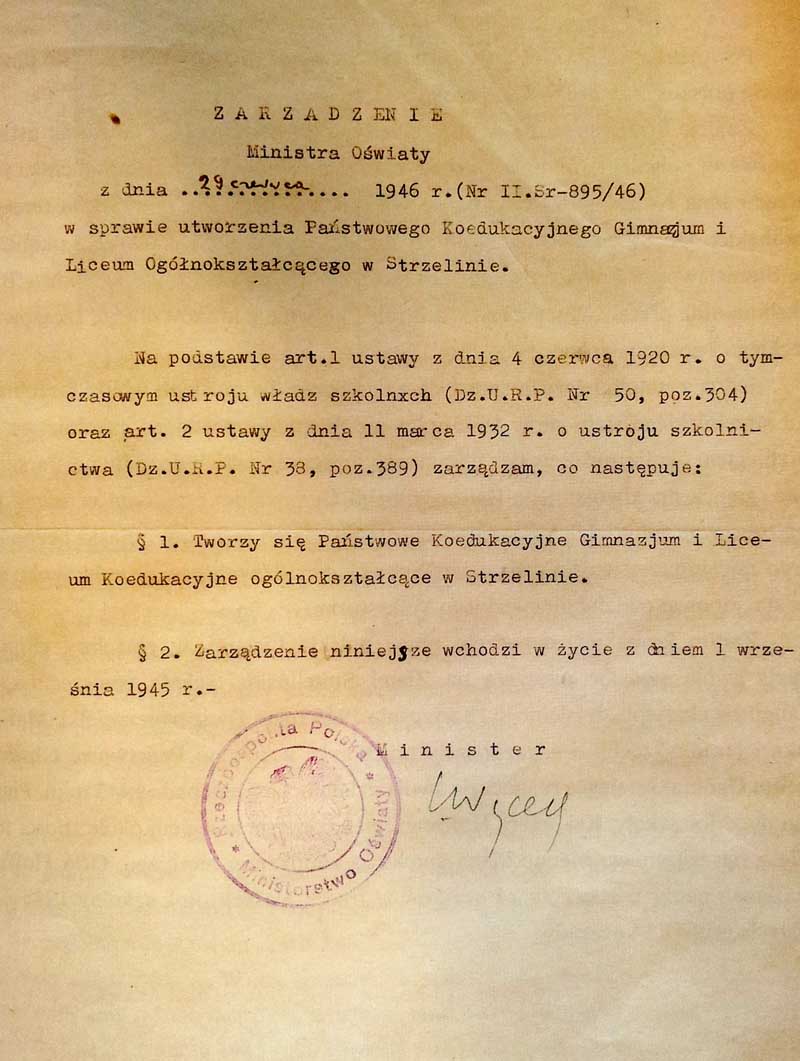 Z A R Z A D Z EN I E
Ministra Oświaty
z dnia ..29 czerwca.... 1946 r.(Nr II.Sr-895/46)
w sprawie utworzenia Państwowego Koedukacyjnego Gimnazjum i
Liceum Ogółnokształcącego w Strzelinie.
Na podstawie art.1 ustawy z dnia 4 czerwca 1920 r. o tym-
czasowym ustroju władz szkolnxch (Dz.U.R.P. Nr 50, poz.304)
oraz art. 2 ustawy z dnia 11 marca 1932 r. o ustroju szkolni-
ctwa (Dz.U.R.P. Nr 38, poz.389) zarządzam, co następuje:
§ 1. Tworzy się Państwowe Koedukacyjne Gimnazjum i Lice-
um Koedukacyjne ogólnokształcące w Strzelinie.
§ 2. Zarządzenie niniejsze wchodzi w życie z dniem 1 wrze-
śnia 1945 r.-
M i n i s t e r
Rzeczpospolita Polska * Ministerstwo Oświaty *